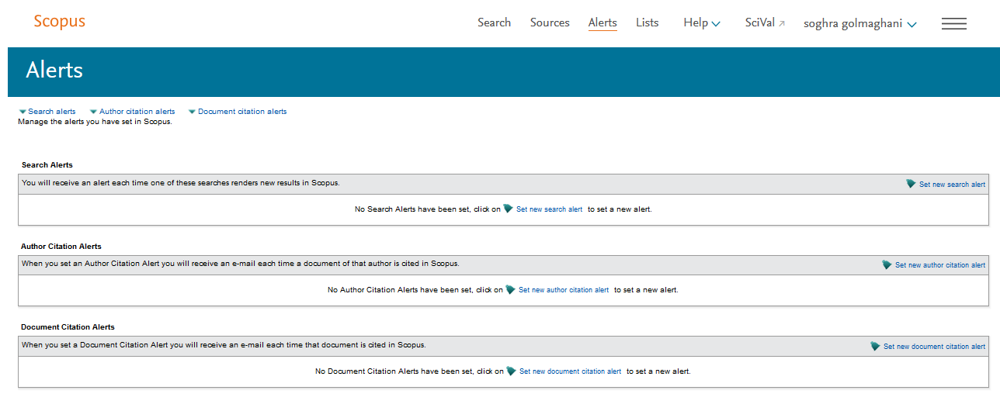 Scopus
Search Sources Alerts Lists Help SciVal soghra golmaghani
Alerts
Search alerts Author citation alerts Document citation alerts
Manage the alerts you have set in Scopus.
Search Alerts
You will receive an alert each time one of these searches renders new results in Scopus. Set new search alert
No Search Alerts have been set, click on Set new search alert to set a new alert.
Author Citation Alerts
When you set an Author Citation Alert you will receive an e-mail each time a document of that author is cited in Scopus. Set new author citation alert
No Author Citation Alerts have been set, click on Set new author citation alert to set a new alert.
Document Citation Alerts
When you set a Document Citation Alert you will receive an e-mail each time that document is cited in Scopus. Set new document citation alert
No Document Citation Alerts have been set, click on Set new document citation alert to set a new alert.